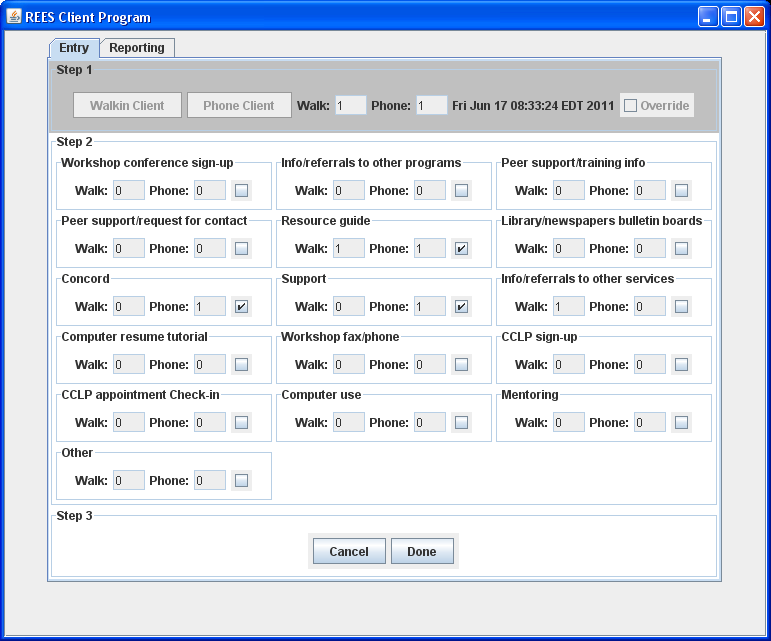 REES Client Program
Entry Reporting
Step 1
Walkin Client Phone Client Walk: 1 Phone: 1 Fri Jun 17 08:33:24 EDT 2011 Override
Step 2
Workshop conference sign-up Info/referrals to other programs Peer support/training info
Walk: 0 Phone: 0 Walk: 0 Phone: 0 Walk: 0 Phone: 0
Peer support/request for contact Resource guide Library/newspapers bulletin boards
Walk: 0 Phone: 0 Walk: 1 Phone: 1 Walk: 0 Phone: 0
Concord Support Info/referrals to other services
Walk: 0 Phone: 1 Walk: 0 Phone: 1 Walk: 1 Phone: 0
Computer resume tutorial Workshop fax/phone CCLP sign-up
Walk: 0 Phone: 0 Walk: 0 Phone: 0 Walk: 0 Phone: 0
CCLP appointment Check-in Computer use Mentoring
Walk: 0 Phone: 0 Walk: 0 Phone: 0 Walk: 0 Phone: 0
Other
Walk: 0 Phone: 0
Step 3
Cancel Done